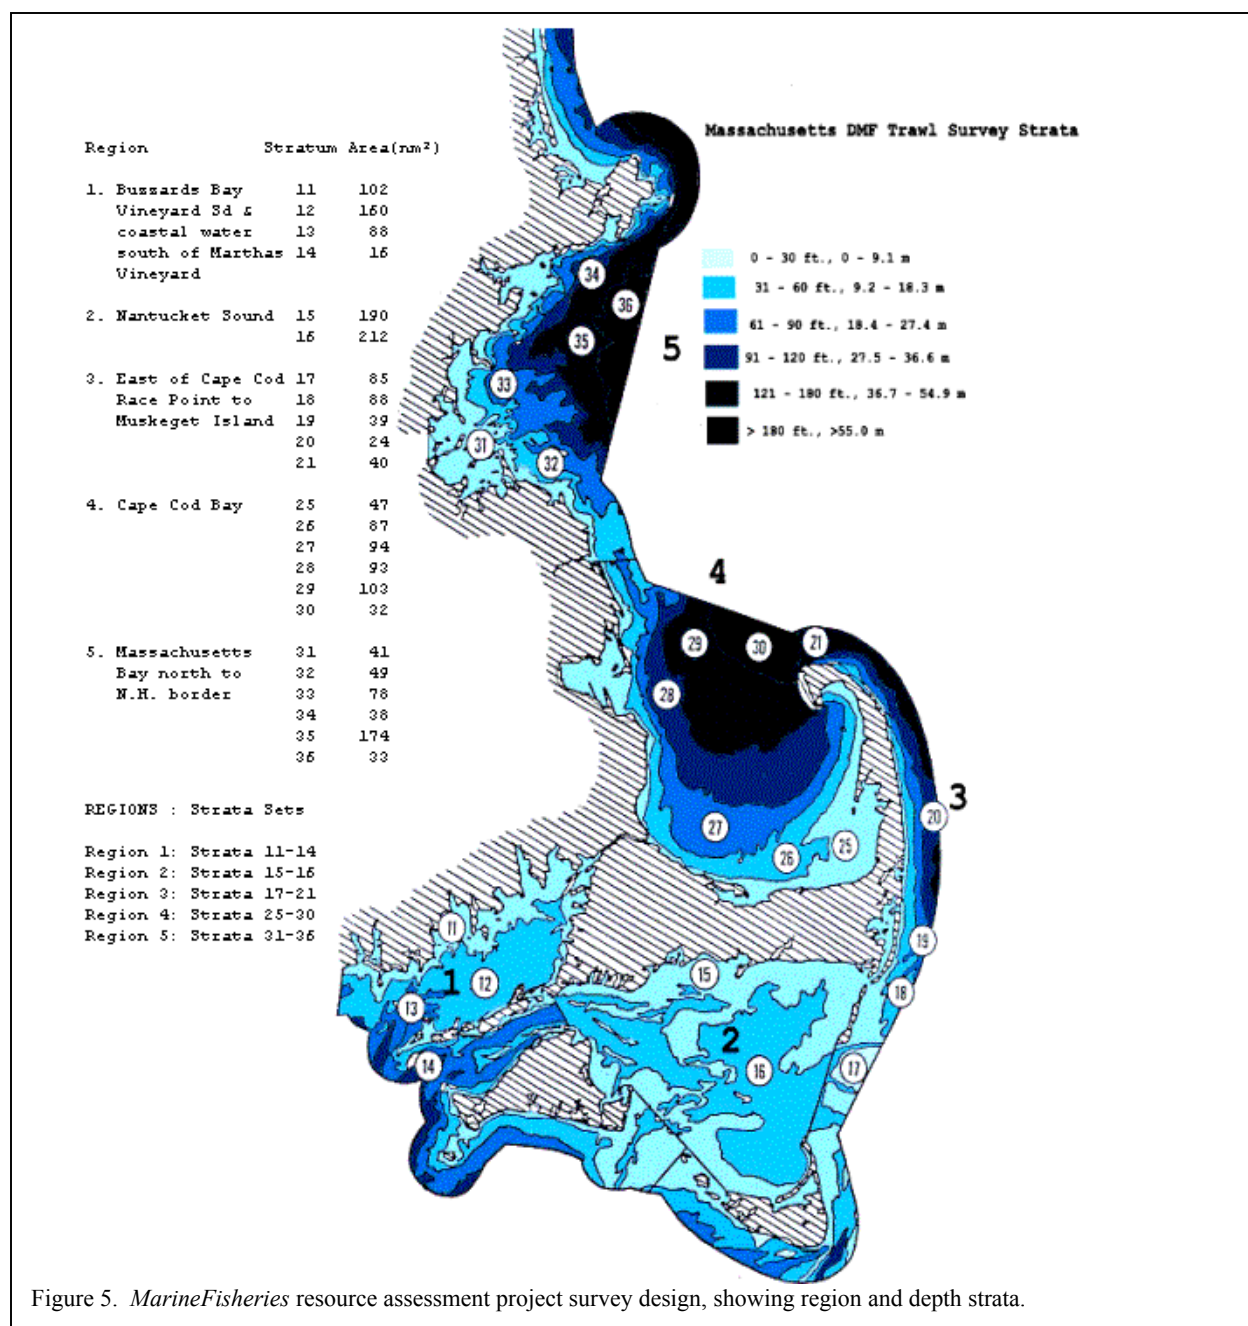 Massachusetts DMF Trawl Survey Strata
Region Stratum Area(nm²)
1. Buzzards Bay 11 102
Vineyard Sd & 12 160
coastal water 13 88
south of Marthas 14 16
Vineyard
2. Nantucket Sound 15 190
16 212
3. East of Cape Cod 17 85
Race Point to 18 88
Muskeget Island 19 39
20 24
21 40
4. Cape Cod Bay 25 47
26 87
27 94
28 93
29 103
30 32
5. Massachusetts 31 41
Bay north to 32 49
N.H. border 33 78
34 38
35 174
36 33
REGIONS : Strata Sets
Region 1: Strata 11-14
Region 2: Strata 15-16
Region 3: Strata 17-21
Region 4: Strata 25-30
Region 5: Strata 31-36
0 - 30 ft., 0 - 9.1 m
31 - 60 ft., 9.2 - 18.3 m
61 - 90 ft., 18.4 - 27.4 m
91 - 120 ft., 27.5 - 36.6 m
121 - 180 ft., 36.7 - 54.9 m
> 180 ft., >55.0 m
34
36
35
5
33
31
32
4
29
30
21
28
3
20
27
26
25
11
19
15
1
12
18
13
2
14
16
17
Figure 5. MarineFisheries resource assessment project survey design, showing region and depth strata.